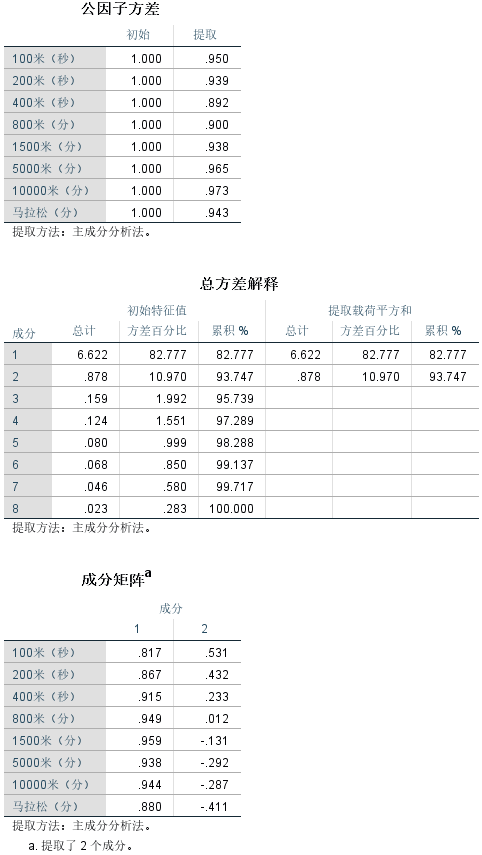 公因子方差
初始 提取
100米（秒） 1.000 .950
200米（秒） 1.000 .939
400米（秒） 1.000 .892
800米（分） 1.000 .900
1500米（分） 1.000 .938
5000米（分） 1.000 .965
10000米（分） 1.000 .973
马拉松（分） 1.000 .943
提取方法：主成分分析法。
总方差解释
初始特征值 提取载荷平方和
成分 总计 方差百分比 累积 % 总计 方差百分比 累积 %
1 6.622 82.777 82.777 6.622 82.777 82.777
2 .878 10.970 93.747 .878 10.970 93.747
3 .159 1.992 95.739
4 .124 1.551 97.289
5 .080 .999 98.288
6 .068 .850 99.137
7 .046 .580 99.717
8 .023 .283 100.000
提取方法：主成分分析法。
成分矩阵a
成分
1 2
100米（秒） .817 .531
200米（秒） .867 .432
400米（秒） .915 .233
800米（分） .949 .012
1500米（分） .959 -.131
5000米（分） .938 -.292
10000米（分） .944 -.287
马拉松（分） .880 -.411
提取方法：主成分分析法。
a. 提取了 2 个成分。